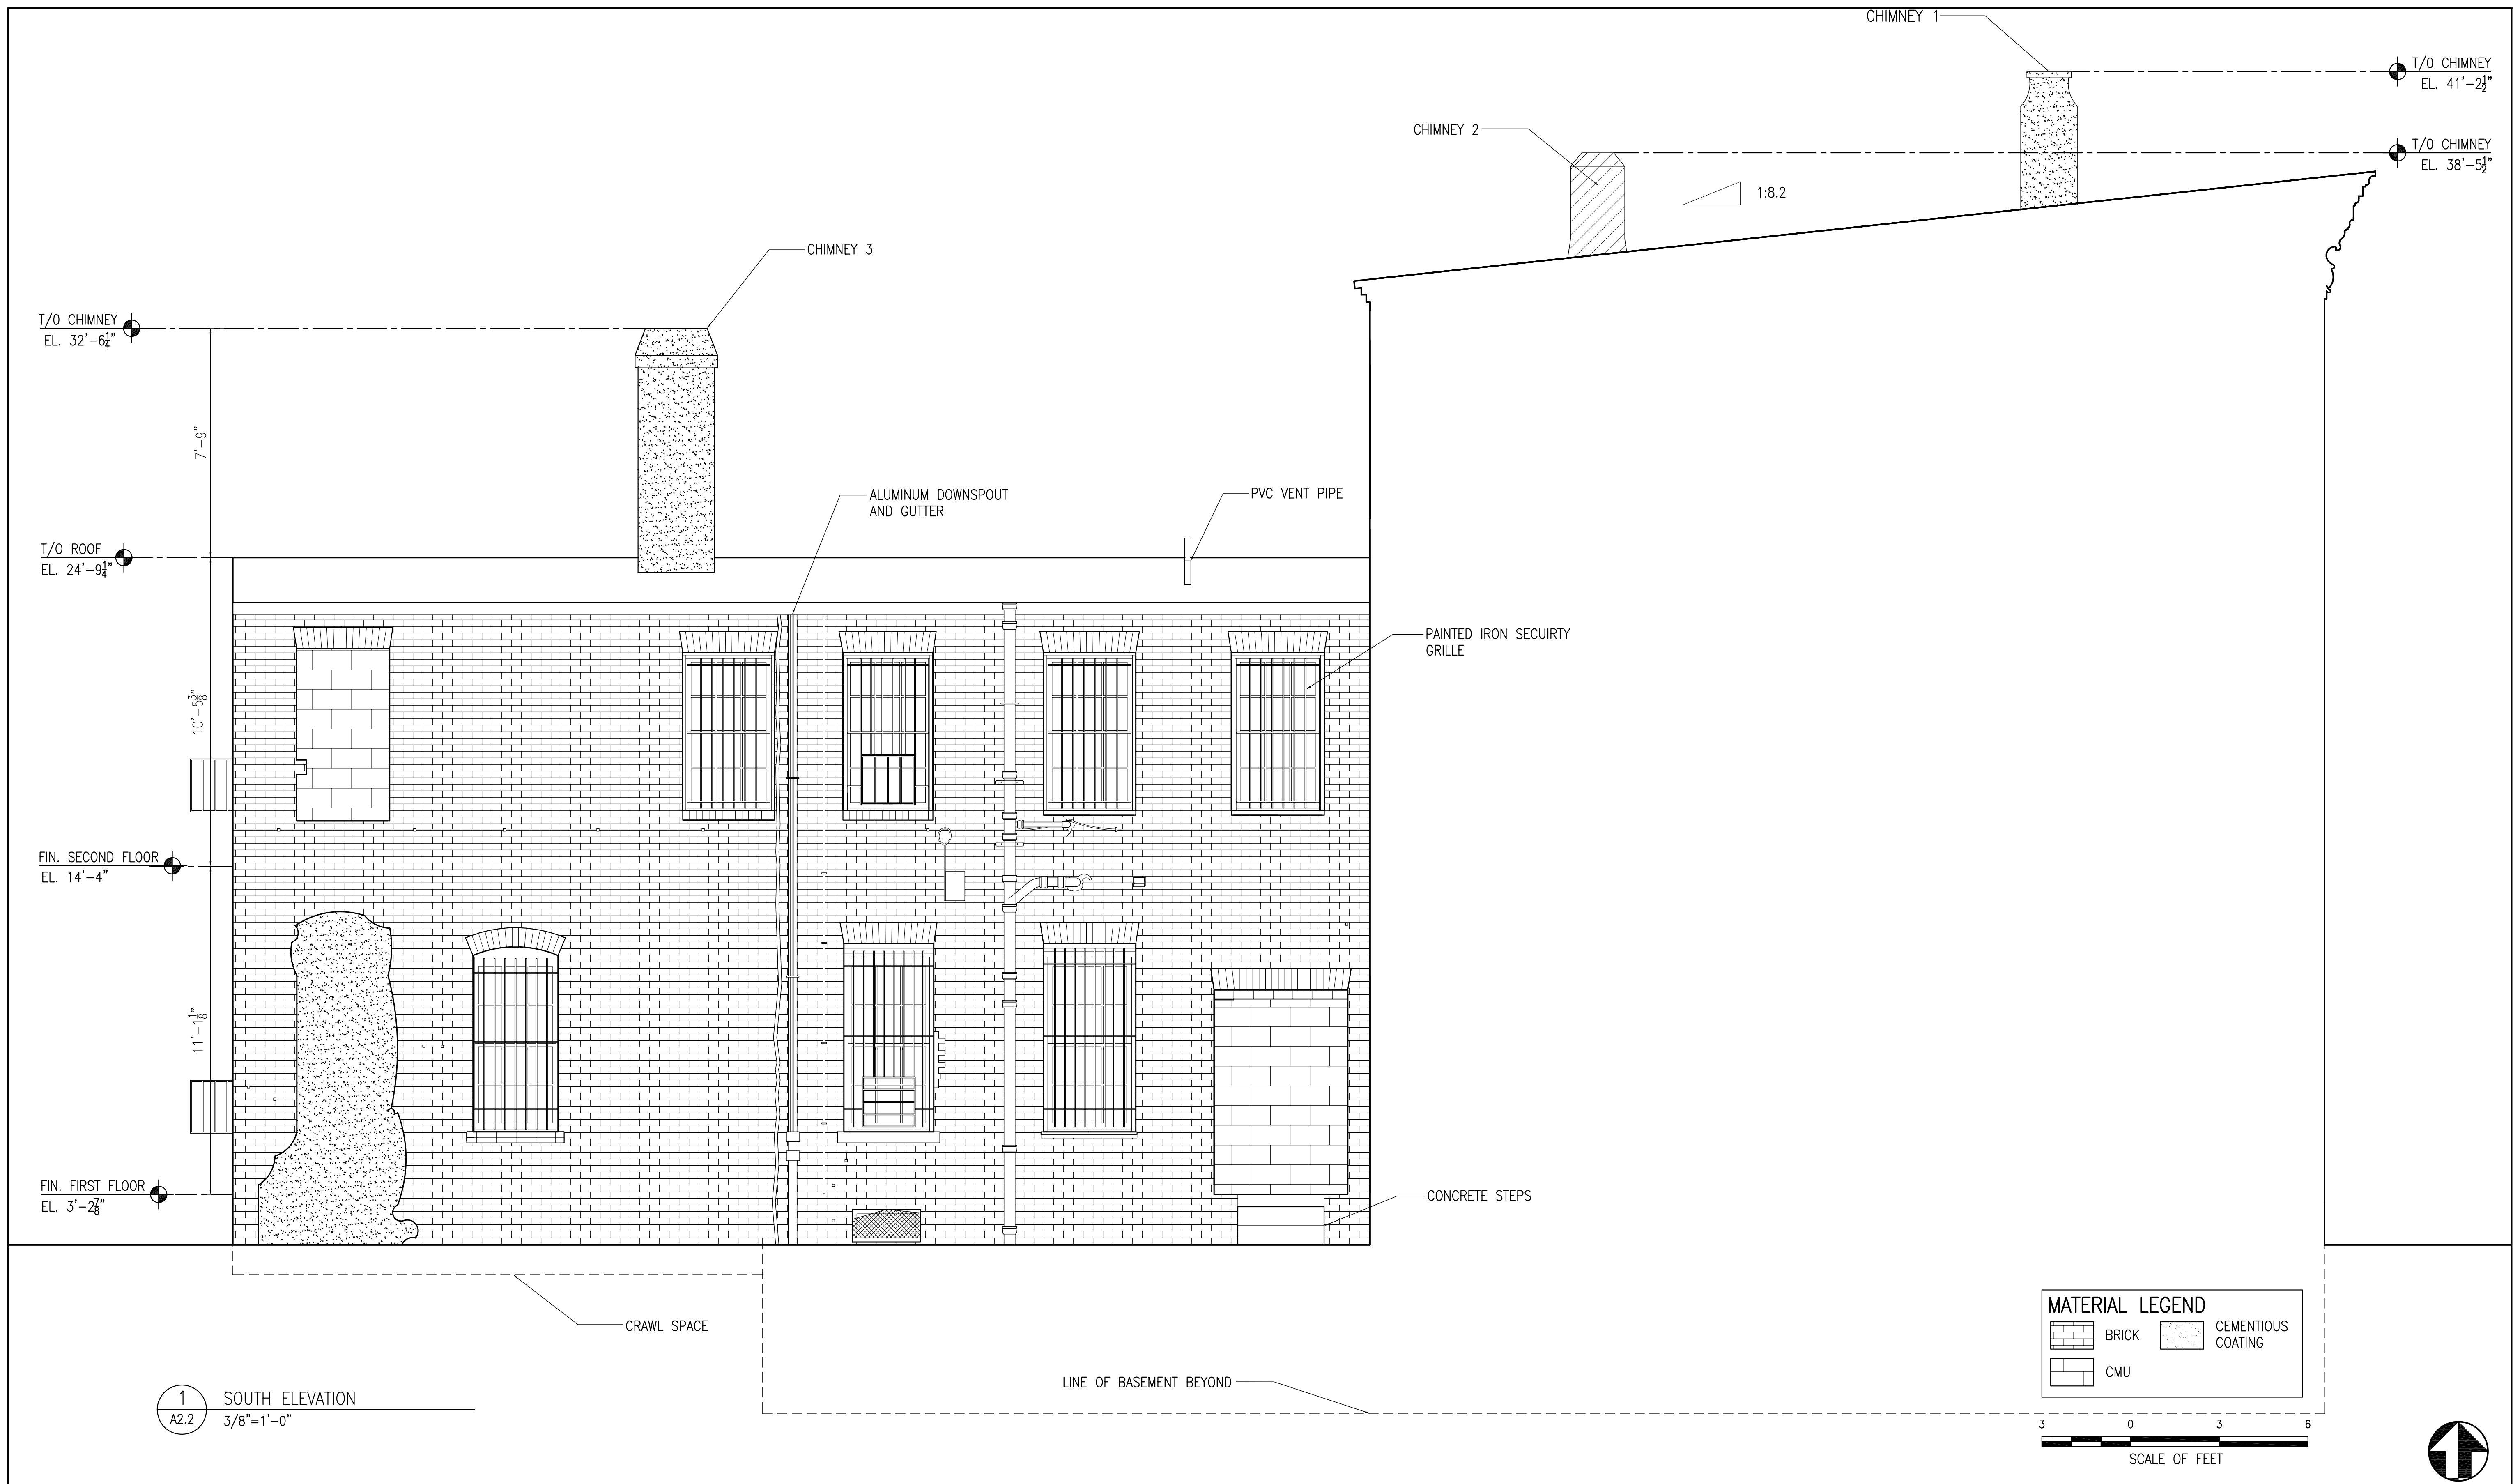 CHIMNEY 1
T/O CHIMNEY
EL. 41'-2½"
CHIMNEY 2
T/O CHIMNEY
EL. 38'-5½"
1:8.2
CHIMNEY 3
T/O CHIMNEY
EL. 32'-6¼"
7'-9"
ALUMINUM DOWNSPOUT
AND GUTTER
PVC VENT PIPE
T/O ROOF
EL. 24'-9¼"
PAINTED IRON SECUIRTY
GRILLE
10'-5⅜"
FIN. SECOND FLOOR
EL. 14'-4"
11'-1⅛"
FIN. FIRST FLOOR
EL. 3'-2⅞"
CONCRETE STEPS
CRAWL SPACE
LINE OF BASEMENT BEYOND
MATERIAL LEGEND
BRICK
CEMENTIOUS
COATING
CMU
1
A2.2
SOUTH ELEVATION
3/8"=1'-0"
3 0 3 6
SCALE OF FEET